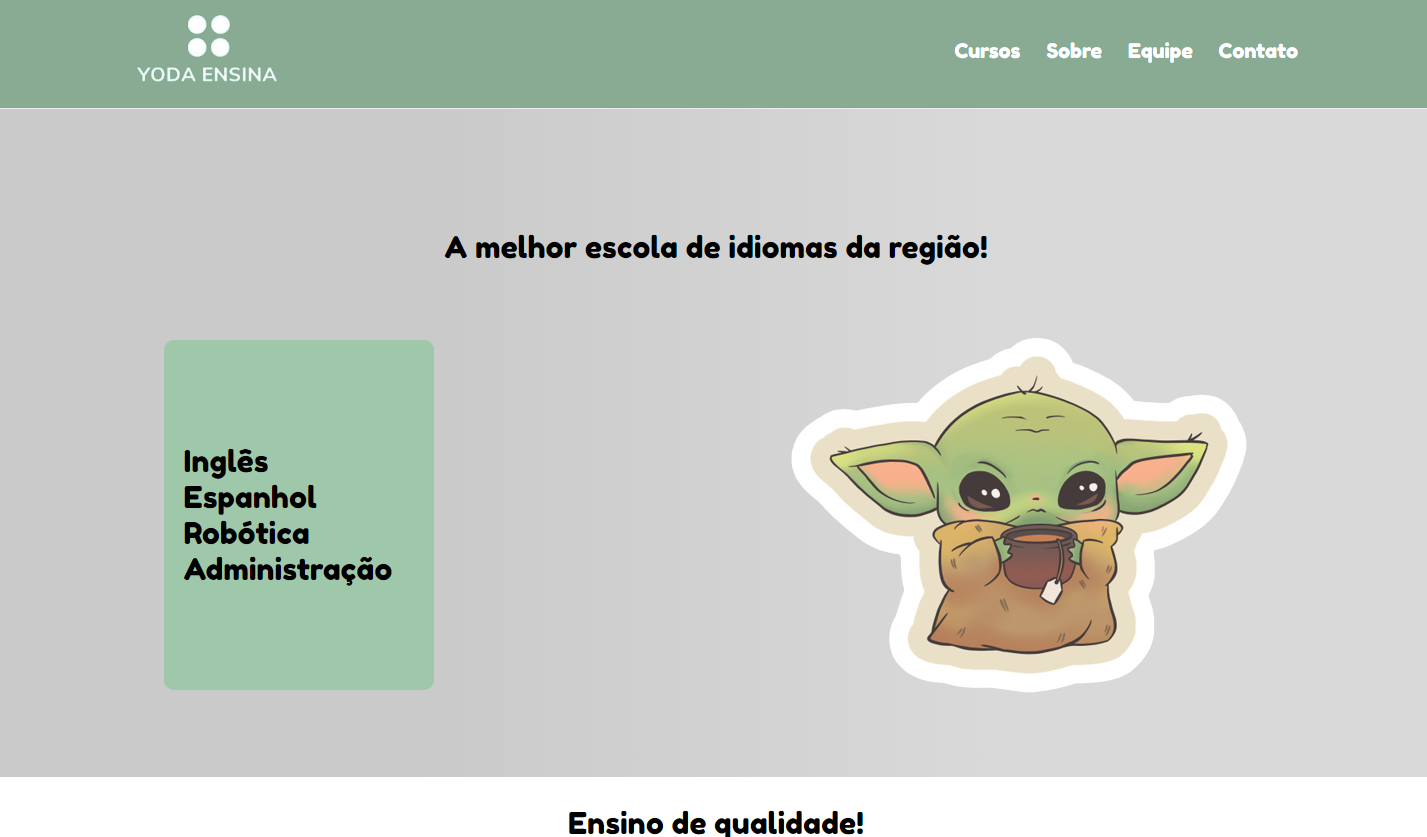 YODA ENSINA
Cursos Sobre Equipe Contato
A melhor escola de idiomas da região!
Inglês
Espanhol
Robótica
Administração
Ensino de qualidade!